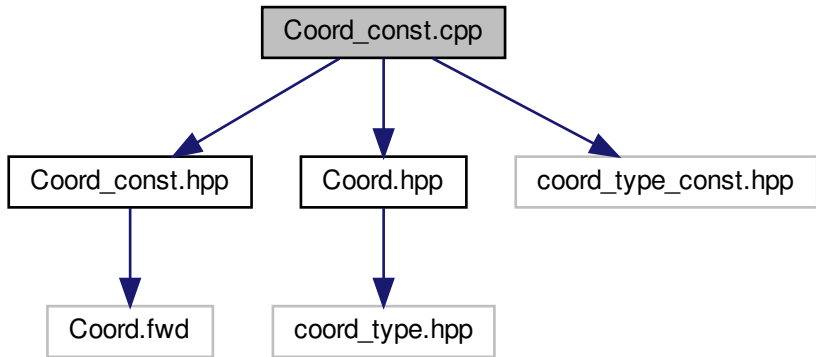 Coord_const.cpp
Coord_const.hpp
Coord.hpp
coord_type_const.hpp
Coord.fwd
coord_type.hpp